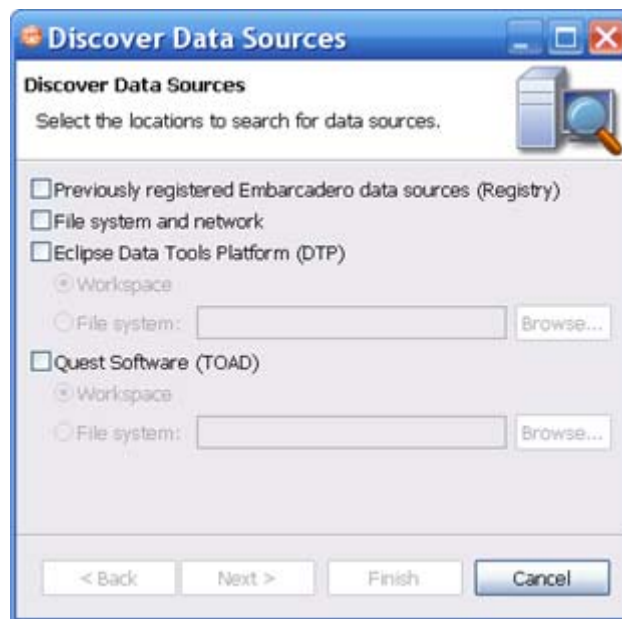 Discover Data Sources
Discover Data Sources
Select the locations to search for data sources.
Previously registered Embarcadero data sources (Registry)
File system and network
Eclipse Data Tools Platform (DTP)
Workspace
File system:
Browse...
Quest Software (TOAD)
Workspace
File system:
Browse...
< Back
Next >
Finish
Cancel